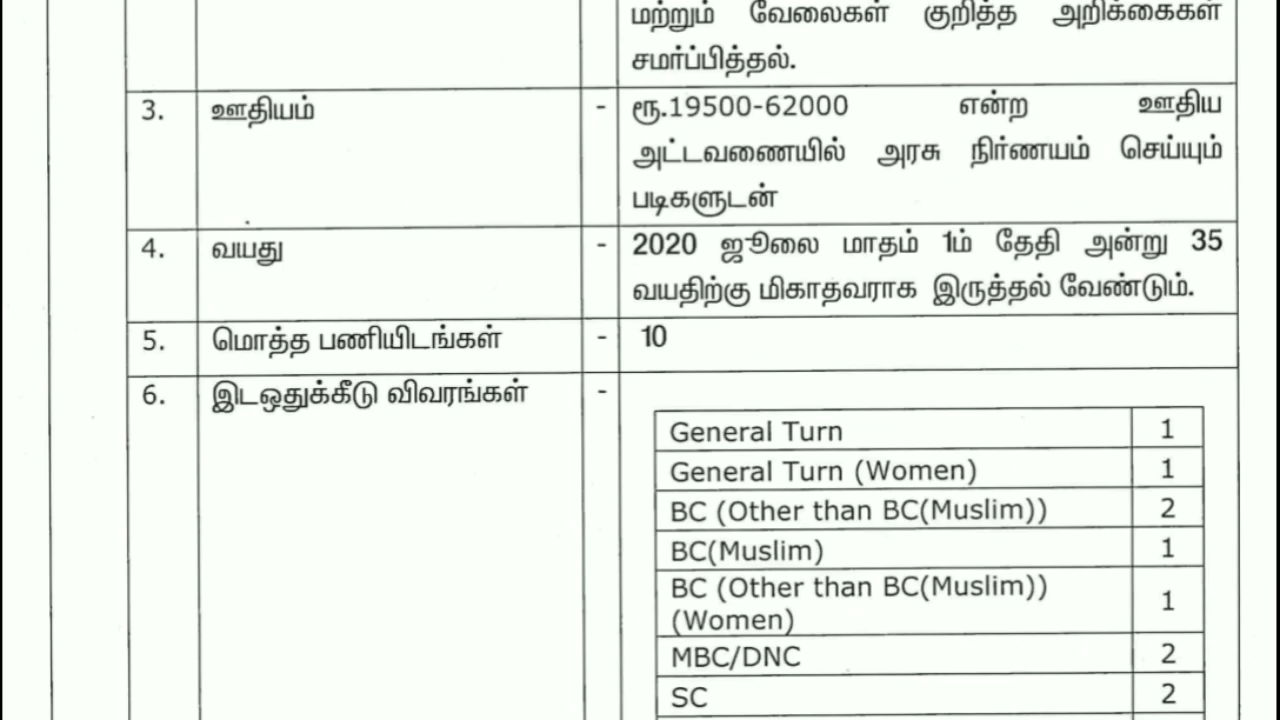 மற்றும் வேலைகள் குறித்த அறிக்கைகள்
சமர்ப்பித்தல்.
3. ஊதியம் - ரூ.19500-62000 என்ற ஊதிய
அட்டவணையில் அரசு நிர்ணயம் செய்யும்
படிகளுடன்
4. வயது - 2020 ஜூலை மாதம் 1ம் தேதி அன்று 35
வயதிற்கு மிகாதவராக இருத்தல் வேண்டும்.
5. மொத்த பணியிடங்கள் - 10
6. இடஒதுக்கீடு விவரங்கள் -
General Turn 1
General Turn (Women) 1
BC (Other than BC(Muslim)) 2
BC(Muslim) 1
BC (Other than BC(Muslim))
(Women) 1
MBC/DNC 2
SC 2